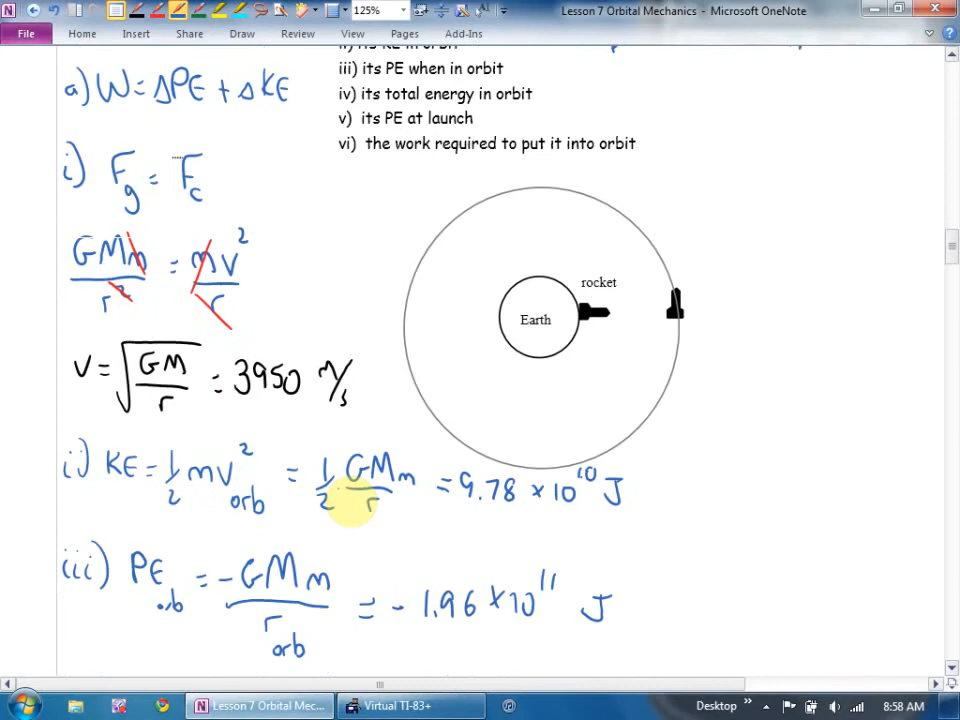 Lesson 7 Orbital Mechanics - Microsoft OneNote
125%
File Home Insert Share Draw Review View Add-Ins
iii) its PE when in orbit
iv) its total energy in orbit
v) its PE at launch
vi) the work required to put it into orbit
a) W = ΔPE + ΔKE
i) Fg = Fc
GMm/r² = mv²/r
rocket
Earth
v = √(GM/r) = 3950 m/s
ii) KE = 1/2 mv²orb = 1/2 GMm/r = 9.78 × 10¹⁰ J
iii) PEorb = -GMm/rorb = -1.96 × 10¹¹ J
Lesson 7 Orbital Mec...
Virtual TI-83+
Desktop
8:58 AM